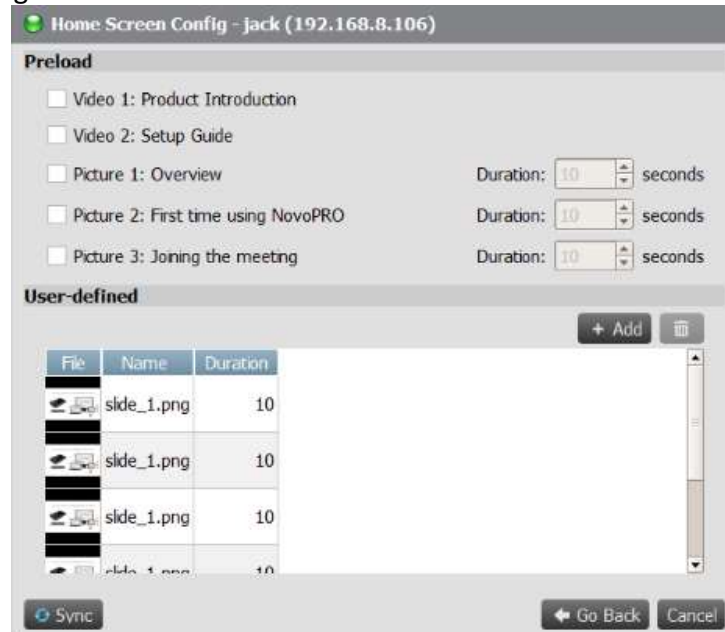 Home Screen Config - jack (192.168.8.106)
Preload
Video 1: Product Introduction
Video 2: Setup Guide
Picture 1: Overview Duration: 10 seconds
Picture 2: First time using NovoPRO Duration: 10 seconds
Picture 3: Joining the meeting Duration: 10 seconds
User-defined
+ Add
File Name Duration
slide_1.png 10
slide_1.png 10
slide_1.png 10
slide_1.png 10
Sync Go Back Cancel